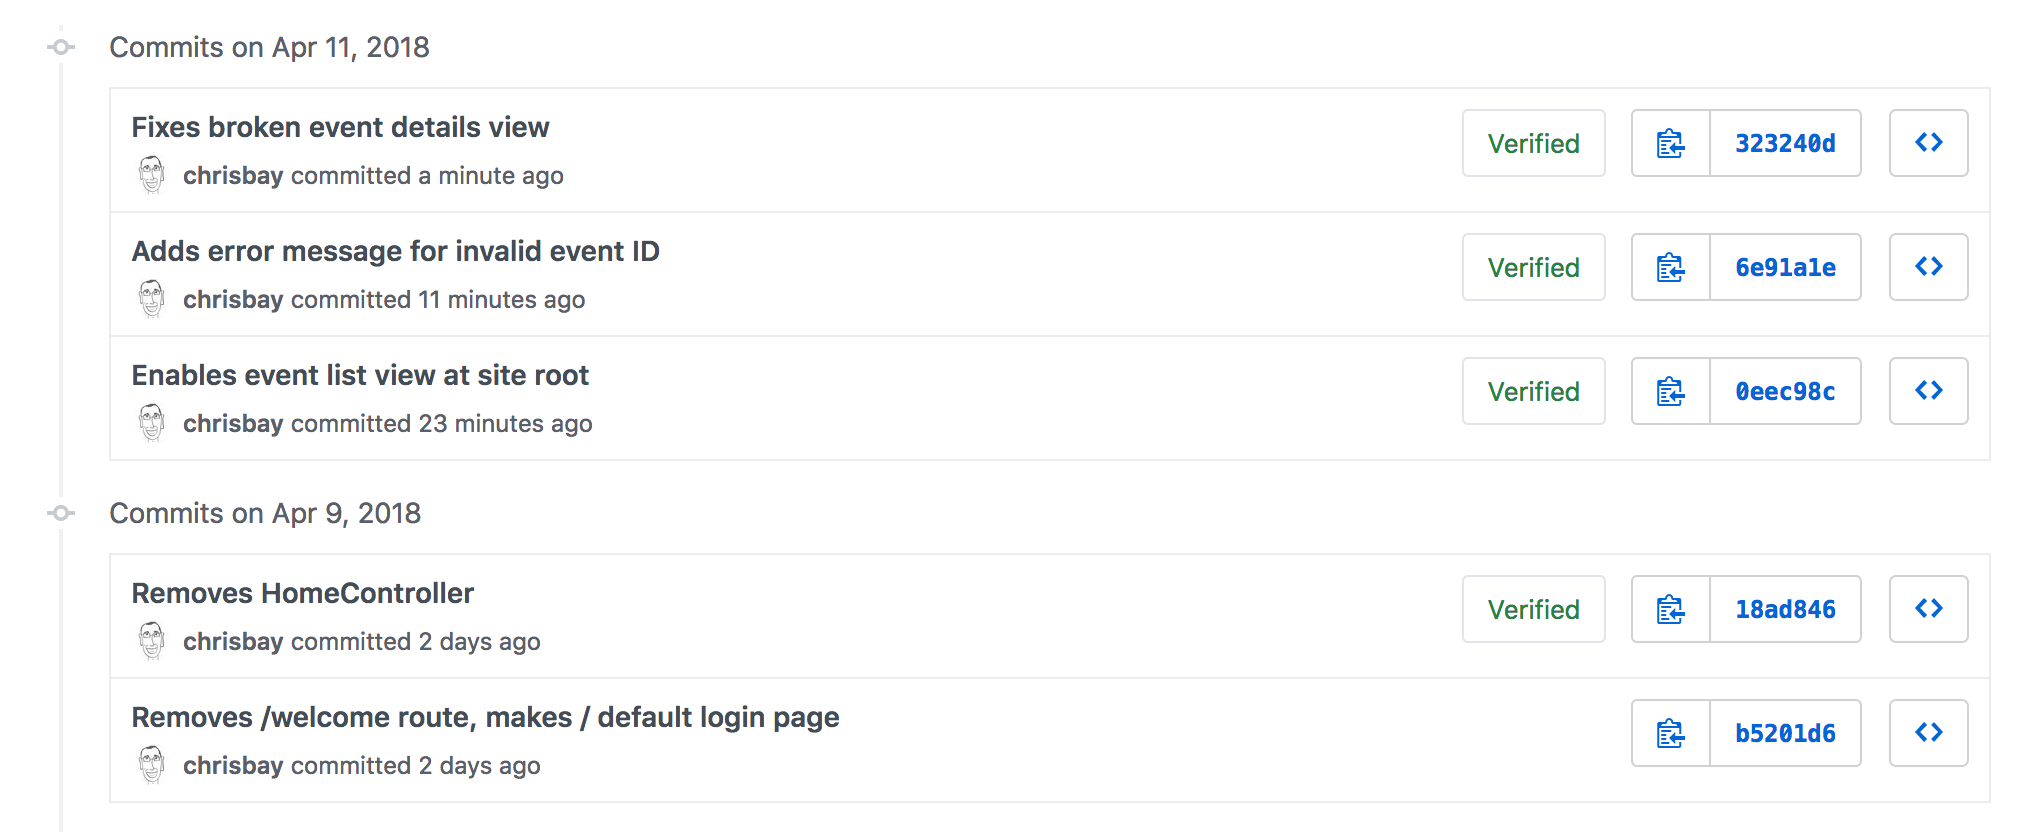 Commits on Apr 11, 2018
Fixes broken event details view
Verified
323240d
chrisbay committed a minute ago
Adds error message for invalid event ID
Verified
6e91a1e
chrisbay committed 11 minutes ago
Enables event list view at site root
Verified
0eec98c
chrisbay committed 23 minutes ago
Commits on Apr 9, 2018
Removes HomeController
Verified
18ad846
chrisbay committed 2 days ago
Removes /welcome route, makes / default login page
b5201d6
chrisbay committed 2 days ago